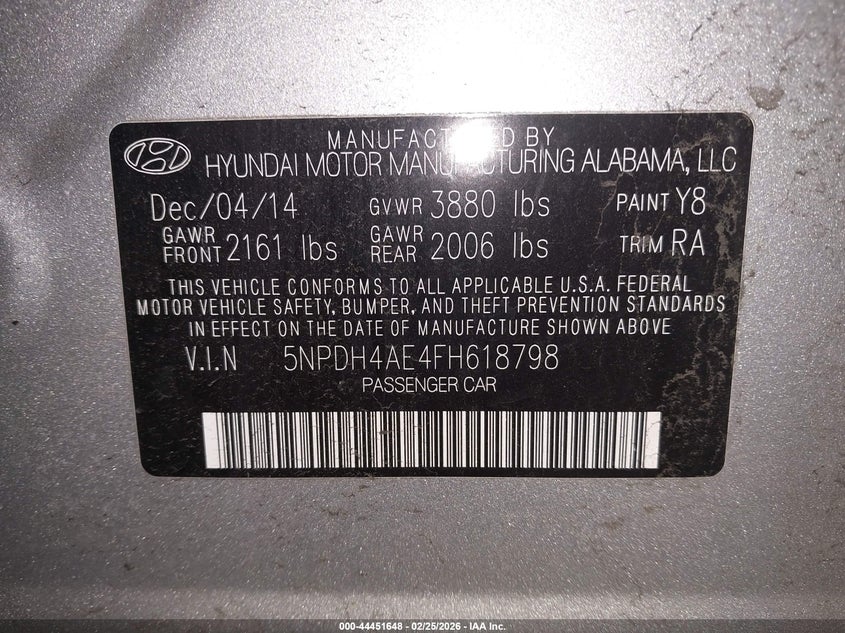 MANUFACTURED BY
HYUNDAI MOTOR MANUFACTURING ALABAMA, LLC
Dec/04/14 GVWR 3880 lbs PAINT Y8
GAWR FRONT 2161 lbs GAWR REAR 2006 lbs TRIM RA
THIS VEHICLE CONFORMS TO ALL APPLICABLE U.S.A. FEDERAL
MOTOR VEHICLE SAFETY, BUMPER, AND THEFT PREVENTION STANDARDS
IN EFFECT ON THE DATE OF MANUFACTURE SHOWN ABOVE
V.I.N 5NPDH4AE4FH618798
PASSENGER CAR
000-44451648 - 02/25/2026 - IAA Inc.